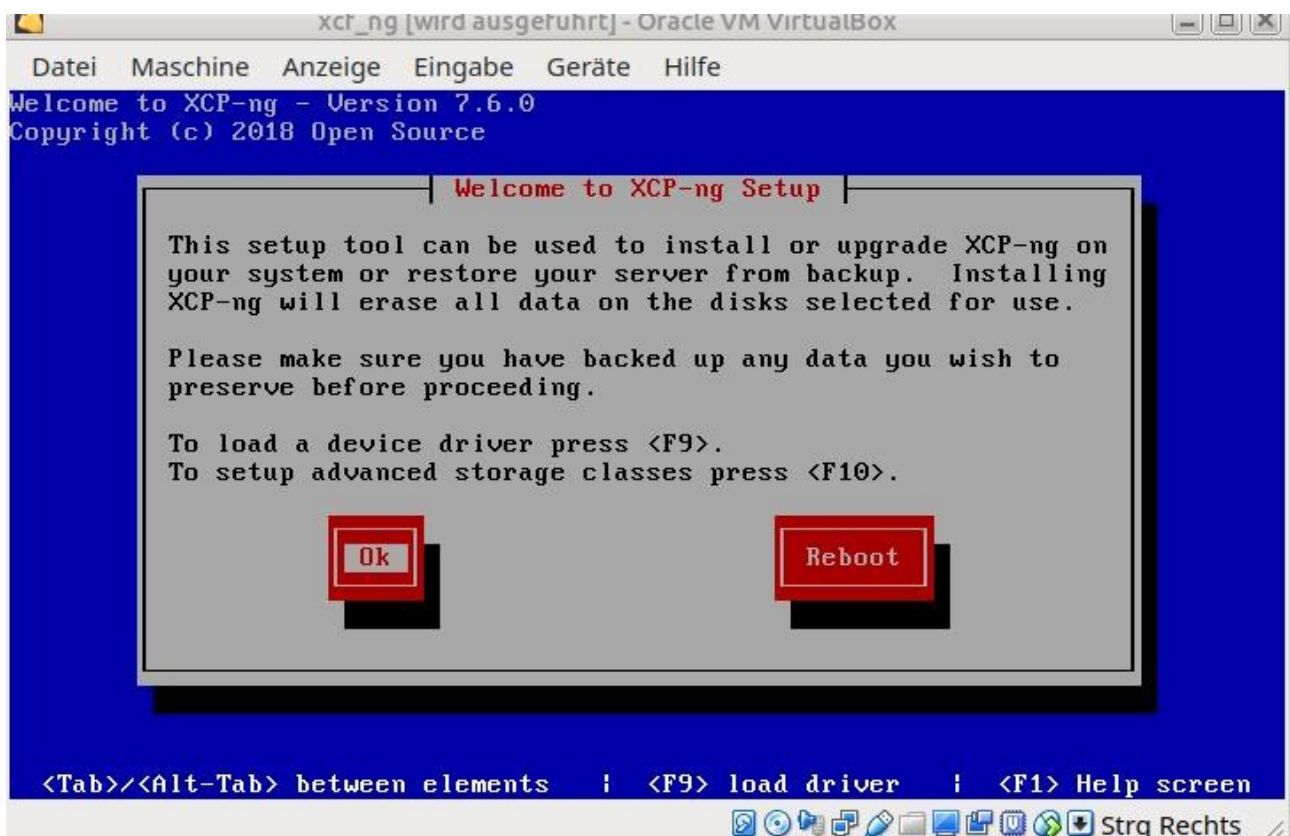 xcf_ng [wird ausgeführt] - Oracle VM VirtualBox
Datei Maschine Anzeige Eingabe Geräte Hilfe
Welcome to XCP-ng - Version 7.6.0
Copyright (c) 2018 Open Source
Welcome to XCP-ng Setup
This setup tool can be used to install or upgrade XCP-ng on
your system or restore your server from backup.  Installing
XCP-ng will erase all data on the disks selected for use.
Please make sure you have backed up any data you wish to
preserve before proceeding.
To load a device driver press <F9>.
To setup advanced storage classes press <F10>.
Ok Reboot
<Tab>/<Alt-Tab> between elements | <F9> load driver | <F1> Help screen
Strg Rechts